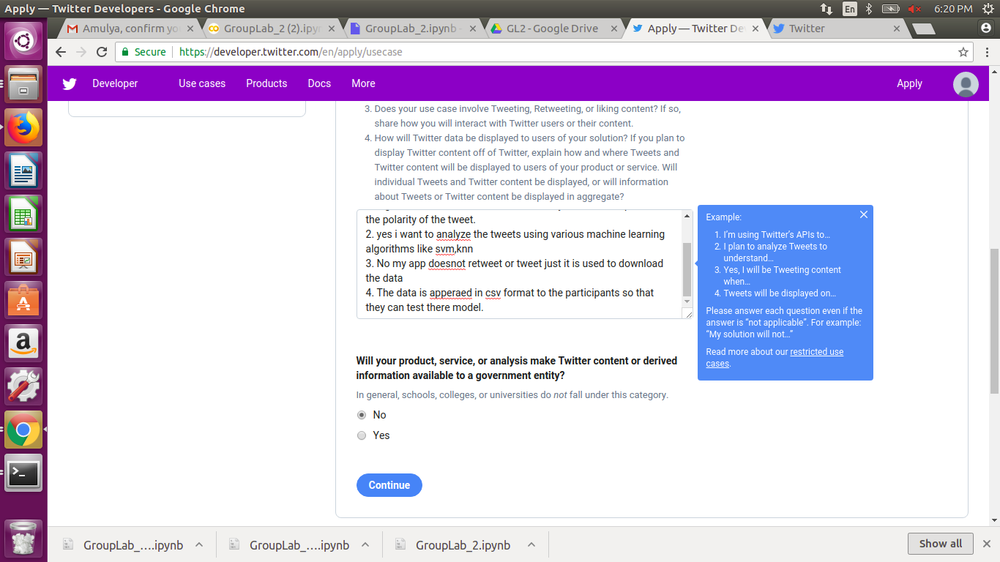 Apply — Twitter Developers - Google Chrome
En
6:20 PM
Amulya, confirm yo
GroupLab_2 (2).ipyn
GroupLab_2.ipynb -
GL2 - Google Drive
Apply — Twitter De
Twitter
Secure
https://developer.twitter.com/en/apply/usecase
Developer
Use cases
Products
Docs
More
Apply
3. Does your use case involve Tweeting, Retweeting, or liking content? If so,
share how you will interact with Twitter users or their content.
4. How will Twitter data be displayed to users of your solution? If you plan to
display Twitter content off of Twitter, explain how and where Tweets and
Twitter content will be displayed to users of your product or service. Will
individual Tweets and Twitter content be displayed, or will information
about Tweets or Twitter content be displayed in aggregate?
the polarity of the tweet.
2. yes i want to analyze the tweets using various machine learning
algorithms like svm,knn
3. No my app doesnot retweet or tweet just it is used to download
the data
4. The data is apperaed in csv format to the participants so that
they can test there model.
Example:
1. I'm using Twitter's APIs to…
2. I plan to analyze Tweets to
understand…
3. Yes, I will be Tweeting content
when…
4. Tweets will be displayed on…
Please answer each question even if the
answer is “not applicable”. For example:
“My solution will not…”
Read more about our restricted use
cases.
Will your product, service, or analysis make Twitter content or derived
information available to a government entity?
In general, schools, colleges, or universities do not fall under this category.
No
Yes
Continue
GroupLab_....ipynb
GroupLab_....ipynb
GroupLab_2.ipynb
Show all